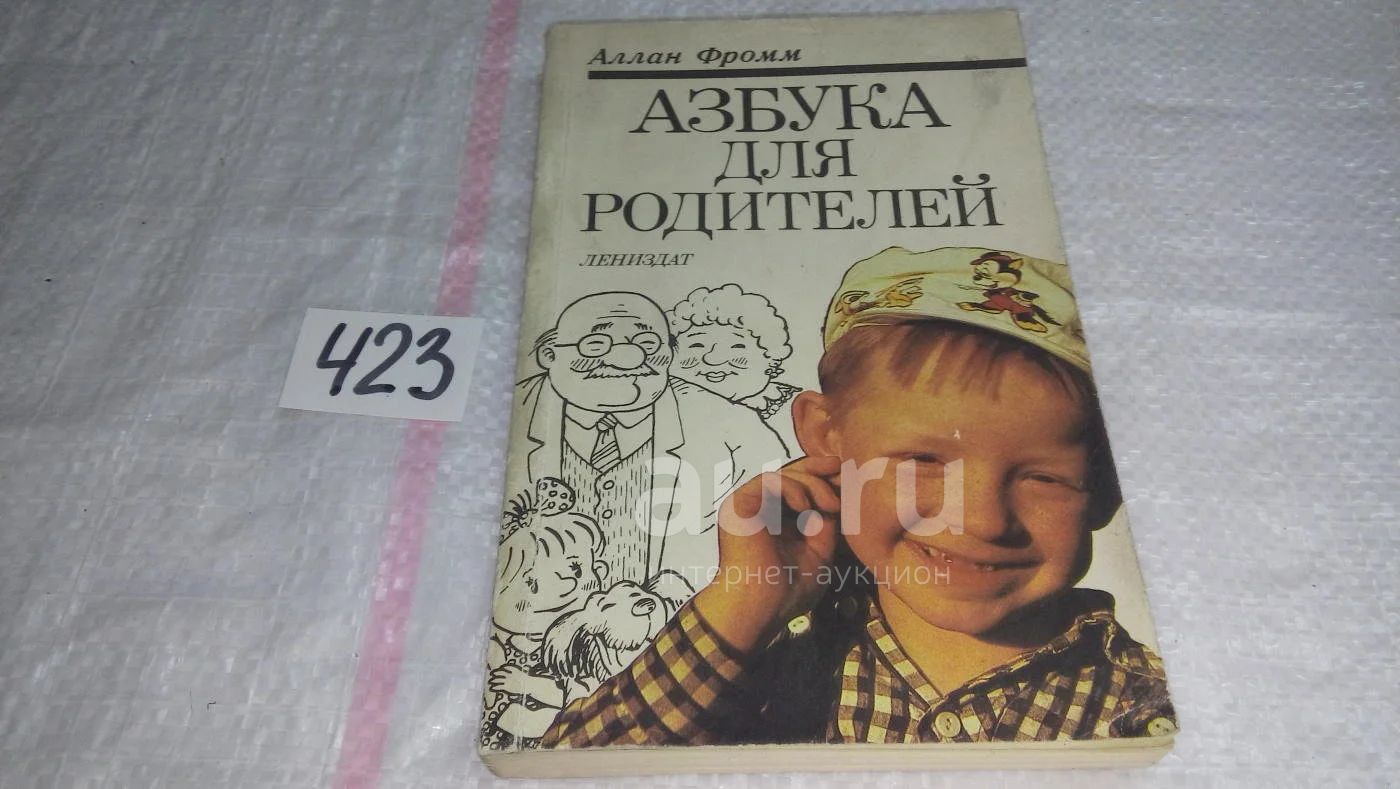 Аллан Фромм
АЗБУКА
ДЛЯ
РОДИТЕЛЕЙ
ЛЕНИЗДАТ
423
au.ru
интернет-аукцион